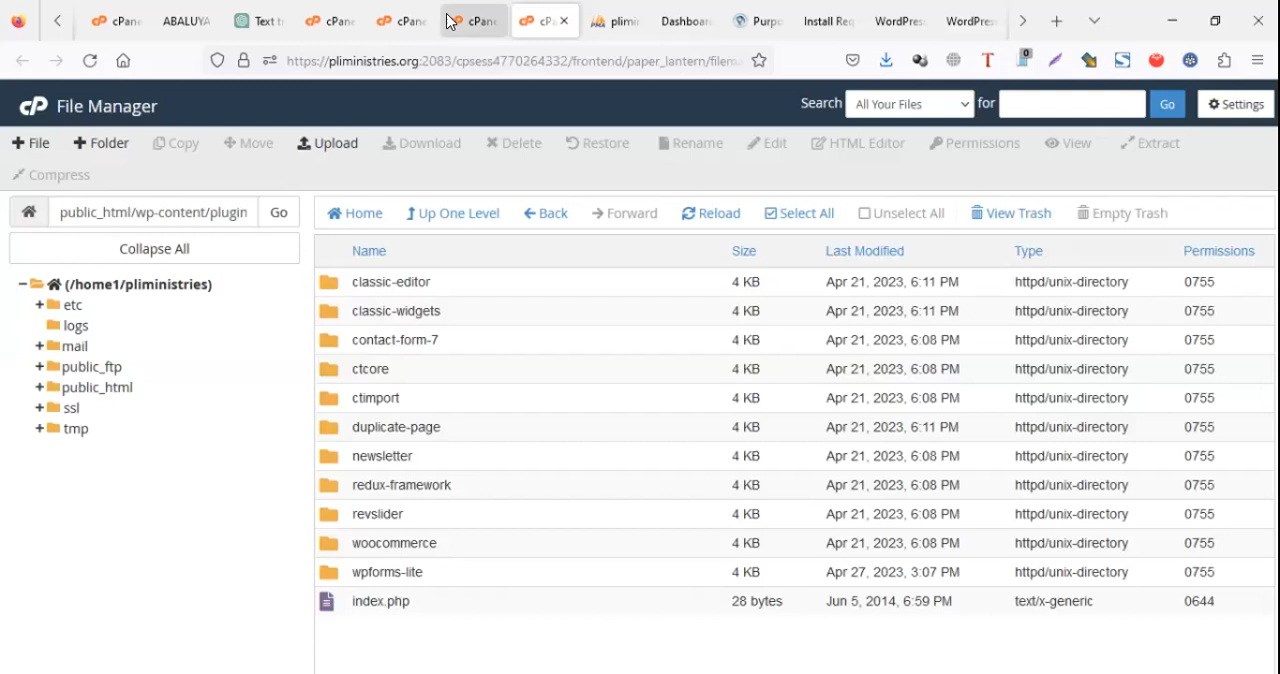 cPane
ABALUYA
Text t
cPane
cPane
cPane
cPa
plimin
Dashboar
Purpo
Install Req
WordPres
WordPres
https://pliministries.org:2083/cpsess4770264332/frontend/paper_lantern/filema
T
0
S
cP File Manager
Search All Your Files for Go Settings
File Folder Copy Move Upload Download Delete Restore Rename Edit HTML Editor Permissions View Extract
Compress
public_html/wp-content/plugin Go
Home Up One Level Back Forward Reload Select All Unselect All View Trash Empty Trash
Collapse All
(/home1/pliministries)
etc
logs
mail
public_ftp
public_html
ssl
tmp
Name Size Last Modified Type Permissions
classic-editor 4 KB Apr 21, 2023, 6:11 PM httpd/unix-directory 0755
classic-widgets 4 KB Apr 21, 2023, 6:11 PM httpd/unix-directory 0755
contact-form-7 4 KB Apr 21, 2023, 6:08 PM httpd/unix-directory 0755
ctcore 4 KB Apr 21, 2023, 6:08 PM httpd/unix-directory 0755
ctimport 4 KB Apr 21, 2023, 6:08 PM httpd/unix-directory 0755
duplicate-page 4 KB Apr 21, 2023, 6:11 PM httpd/unix-directory 0755
newsletter 4 KB Apr 21, 2023, 6:08 PM httpd/unix-directory 0755
redux-framework 4 KB Apr 21, 2023, 6:08 PM httpd/unix-directory 0755
revslider 4 KB Apr 21, 2023, 6:08 PM httpd/unix-directory 0755
woocommerce 4 KB Apr 21, 2023, 6:08 PM httpd/unix-directory 0755
wpforms-lite 4 KB Apr 27, 2023, 3:07 PM httpd/unix-directory 0755
index.php 28 bytes Jun 5, 2014, 6:59 PM text/x-generic 0644